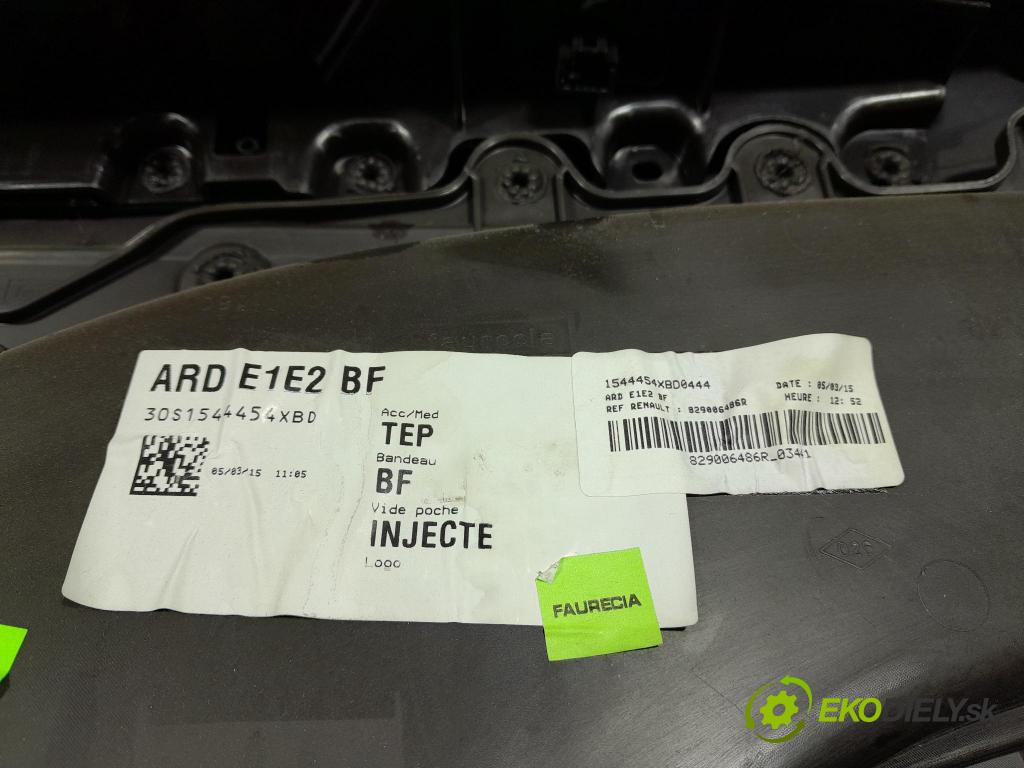 faurecia
ARD E1E2 BF
30S1544454XBD
05/03/15 11:05
Acc/Med
TEP
Bandeau
BF
Vide poche
INJECTE
Logo
1544454XBD0444
DATE : 05/03/15
ARD E1E2 BF
HEURE : 12:52
REF RENAULT : 829006486R
829006486R_0341
FAURECIA
EKODIELY.sk